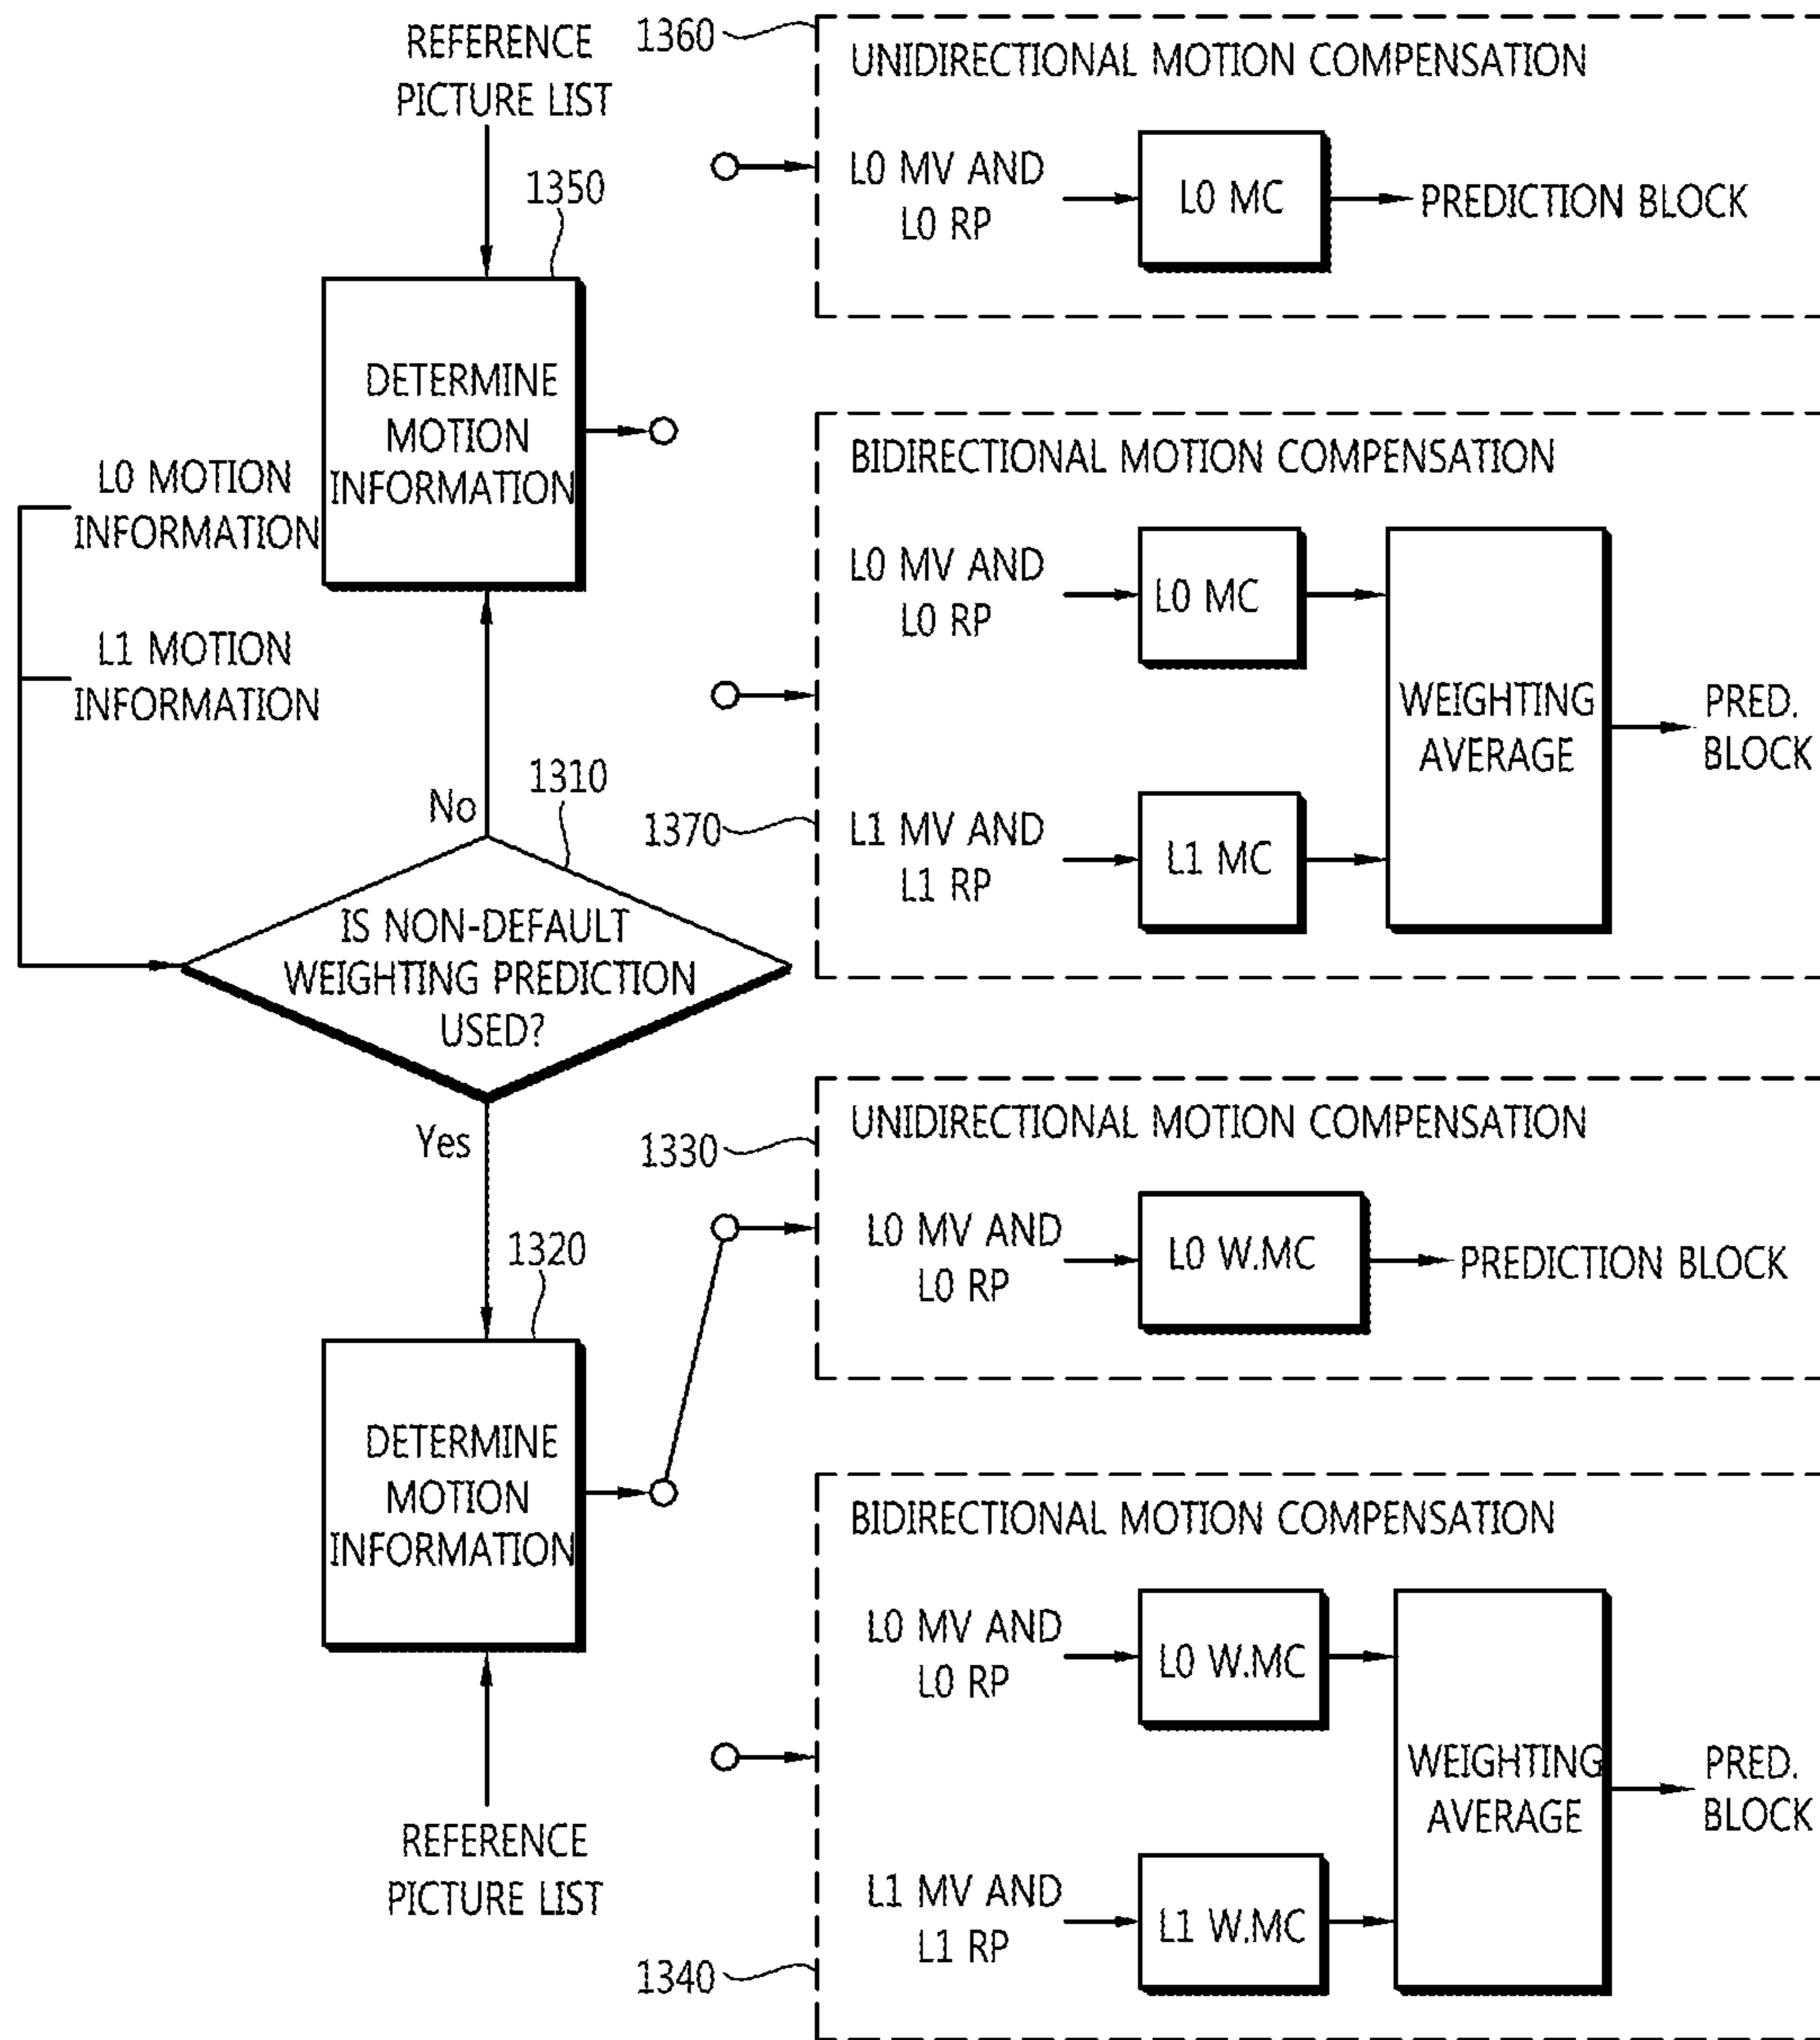 REFERENCE
PICTURE LIST
1350
DETERMINE
MOTION
INFORMATION
L0 MOTION
INFORMATION
L1 MOTION
INFORMATION
No
1310
IS NON-DEFAULT
WEIGHTING PREDICTION
USED?
Yes
1320
DETERMINE
MOTION
INFORMATION
REFERENCE
PICTURE LIST
1360
UNIDIRECTIONAL MOTION COMPENSATION
L0 MV AND
L0 RP
L0 MC
PREDICTION BLOCK
1370
BIDIRECTIONAL MOTION COMPENSATION
L0 MV AND
L0 RP
L0 MC
L1 MV AND
L1 RP
L1 MC
WEIGHTING
AVERAGE
PRED.
BLOCK
1330
UNIDIRECTIONAL MOTION COMPENSATION
L0 MV AND
L0 RP
L0 W.MC
PREDICTION BLOCK
1340
BIDIRECTIONAL MOTION COMPENSATION
L0 MV AND
L0 RP
L0 W.MC
L1 MV AND
L1 RP
L1 W.MC
WEIGHTING
AVERAGE
PRED.
BLOCK